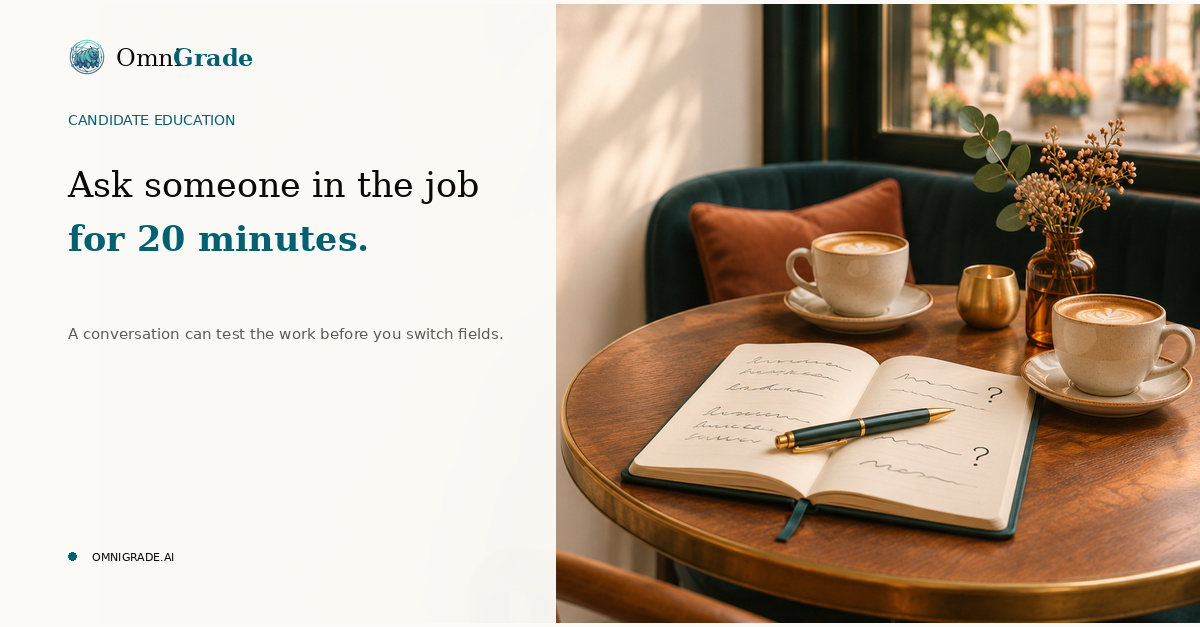 OmniGrade
CANDIDATE EDUCATION
Ask someone in the job
for 20 minutes.
A conversation can test the work before you switch fields.
OMNIGRADE.AI
?
?